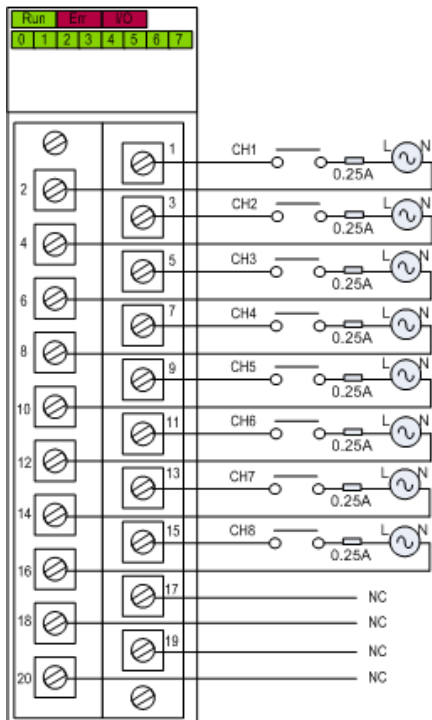 Run Err I/O
0 1 2 3 4 5 6 7
1 CH1 L N
0.25A
2
3 CH2 L N
0.25A
4
5 CH3 L N
0.25A
6
7 CH4 L N
0.25A
8
9 CH5 L N
0.25A
10
11 CH6 L N
0.25A
12
13 CH7 L N
0.25A
14
15 CH8 L N
0.25A
16
17 NC
18 NC
19 NC
20 NC